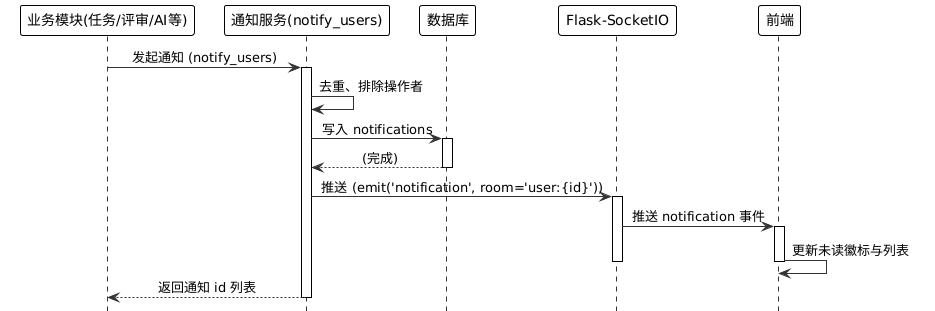 业务模块(任务/评审/AI等)
通知服务(notify_users)
数据库
Flask-SocketIO
前端
发起通知 (notify_users)
去重、排除操作者
写入 notifications
(完成)
推送 (emit('notification', room='user:{id}'))
推送 notification 事件
更新未读徽标与列表
返回通知 id 列表